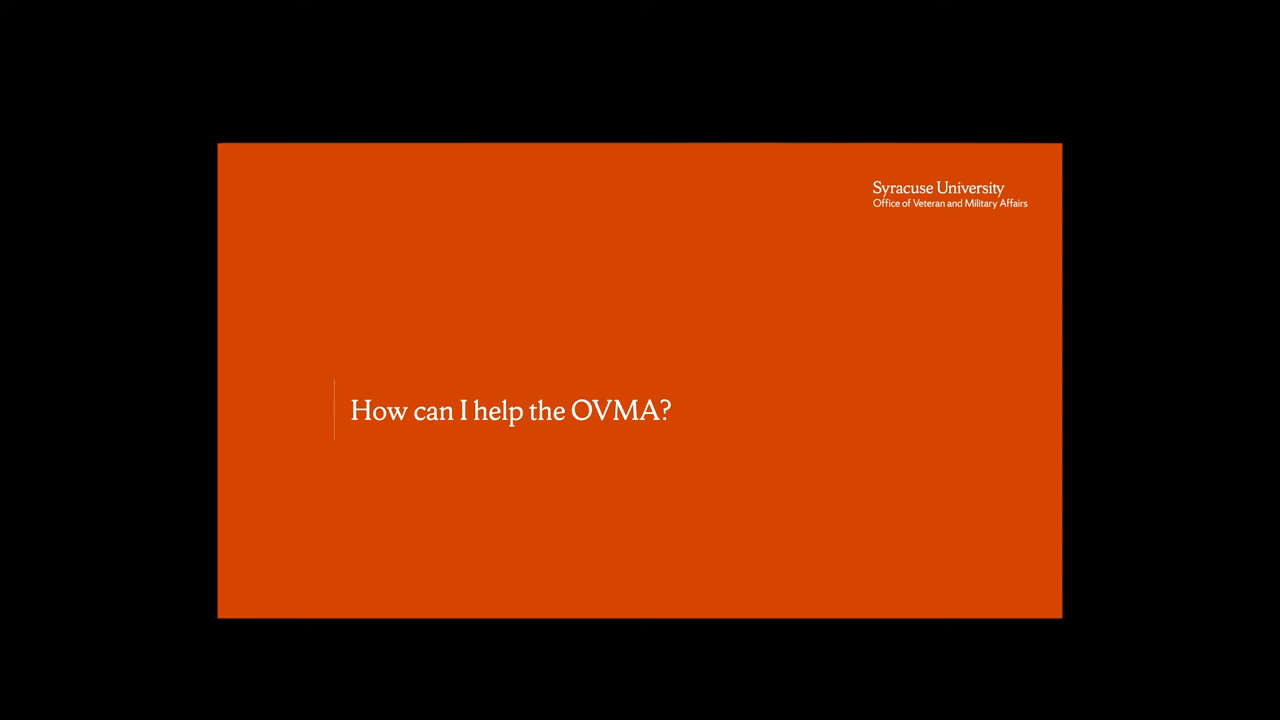 Syracuse University
Office of Veteran and Military Affairs
How can I help the OVMA?